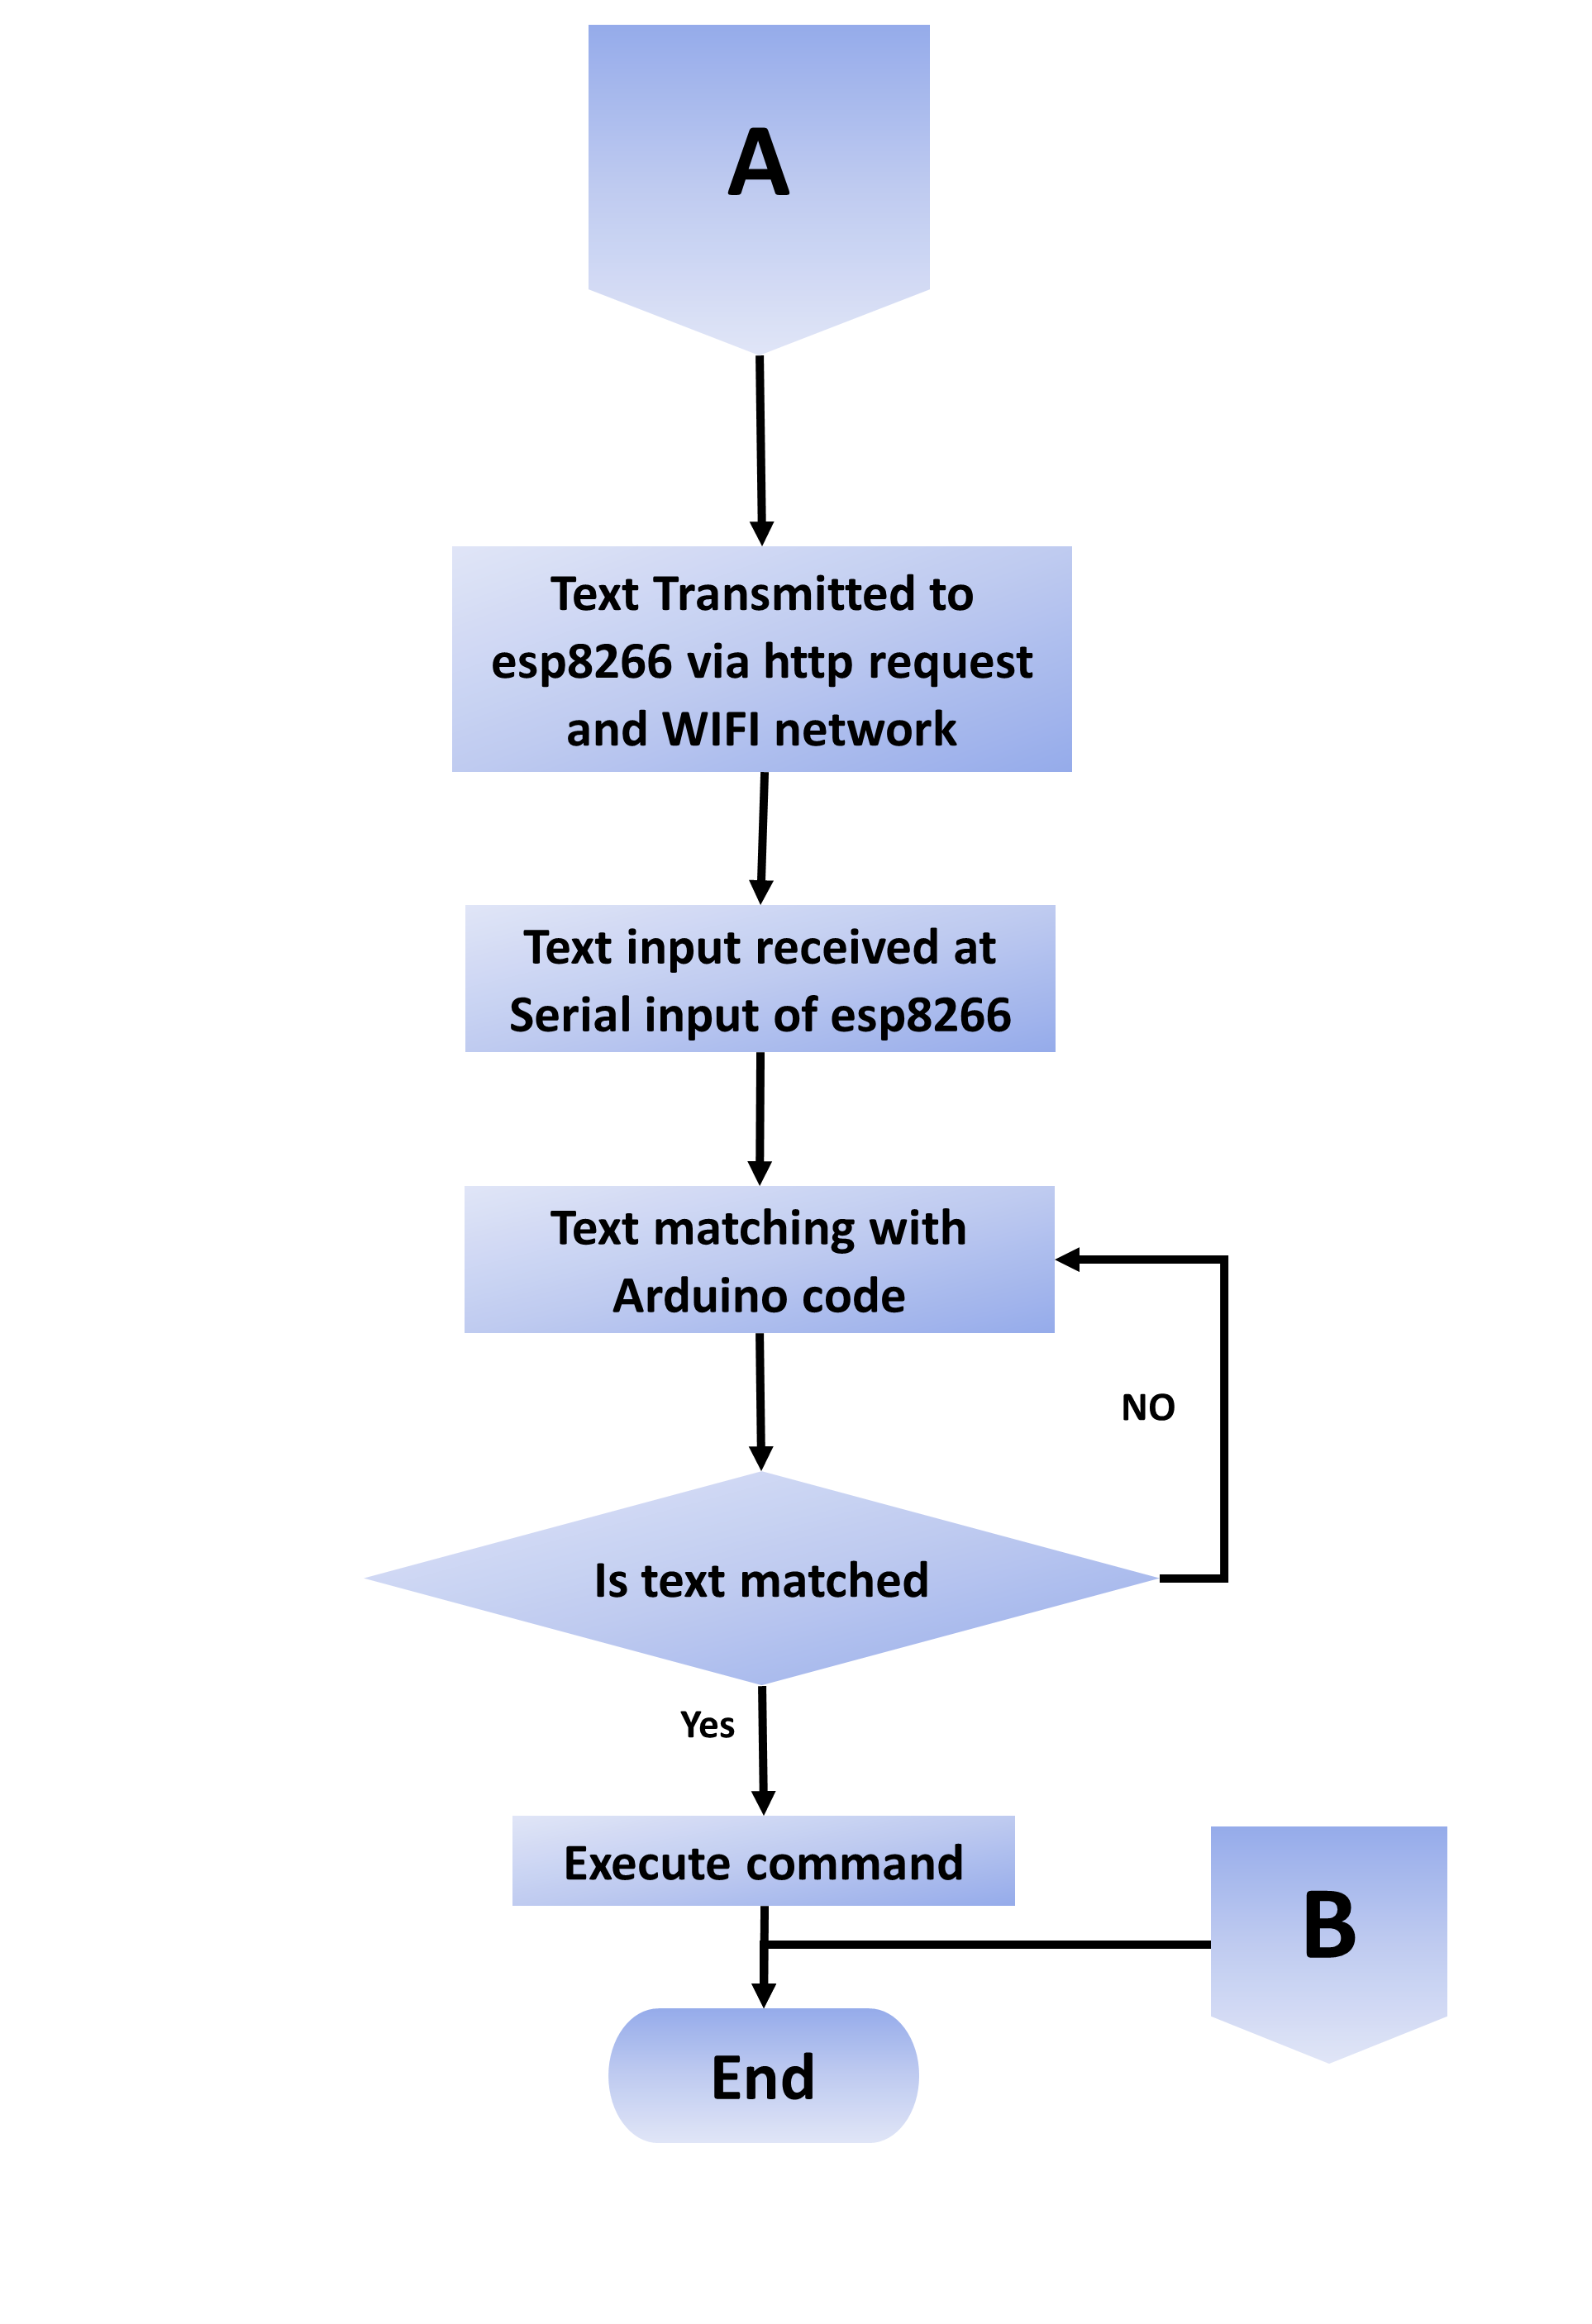 A
Text Transmitted to
esp8266 via http request
and WIFI network
Text input received at
Serial input of esp8266
Text matching with
Arduino code
NO
Is text matched
Yes
Execute command
B
End